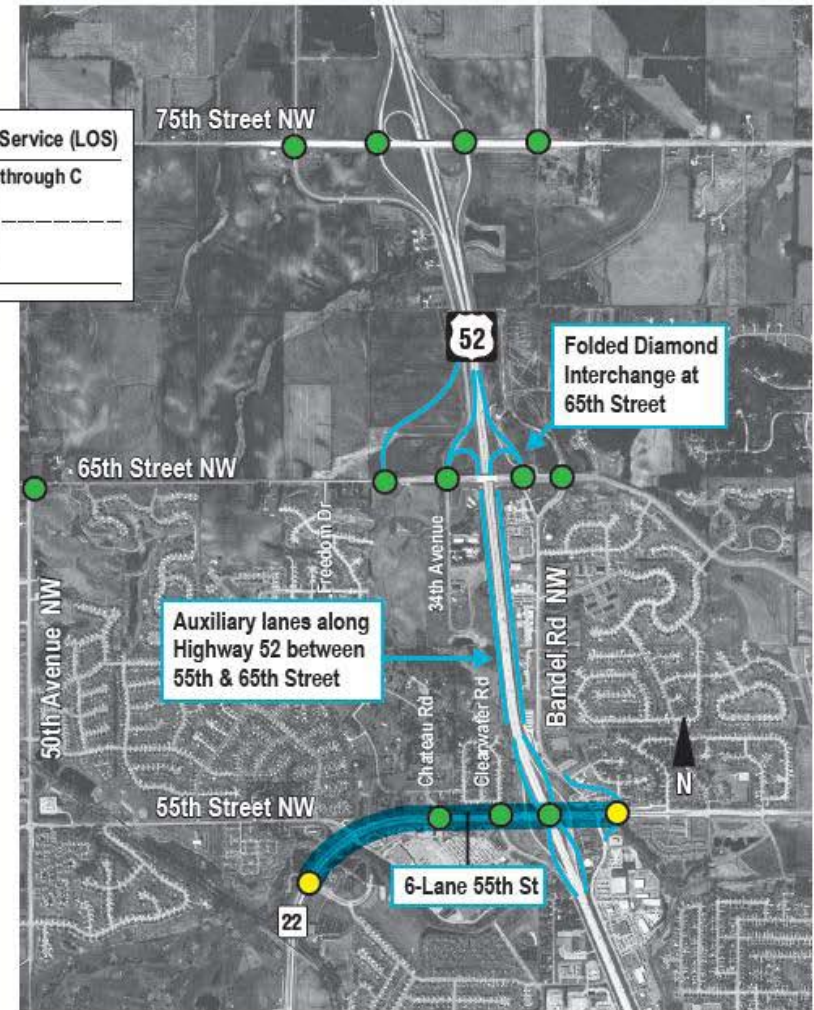 75th Street NW
Service (LOS)
through C
52
Folded Diamond
Interchange at
65th Street
65th Street NW
Freedom Dr
34th Avenue
50th Avenue NW
Auxiliary lanes along
Highway 52 between
55th & 65th Street
Bandel Rd NW
Chateau Rd
Clearwater Rd
N
55th Street NW
6-Lane 55th St
22